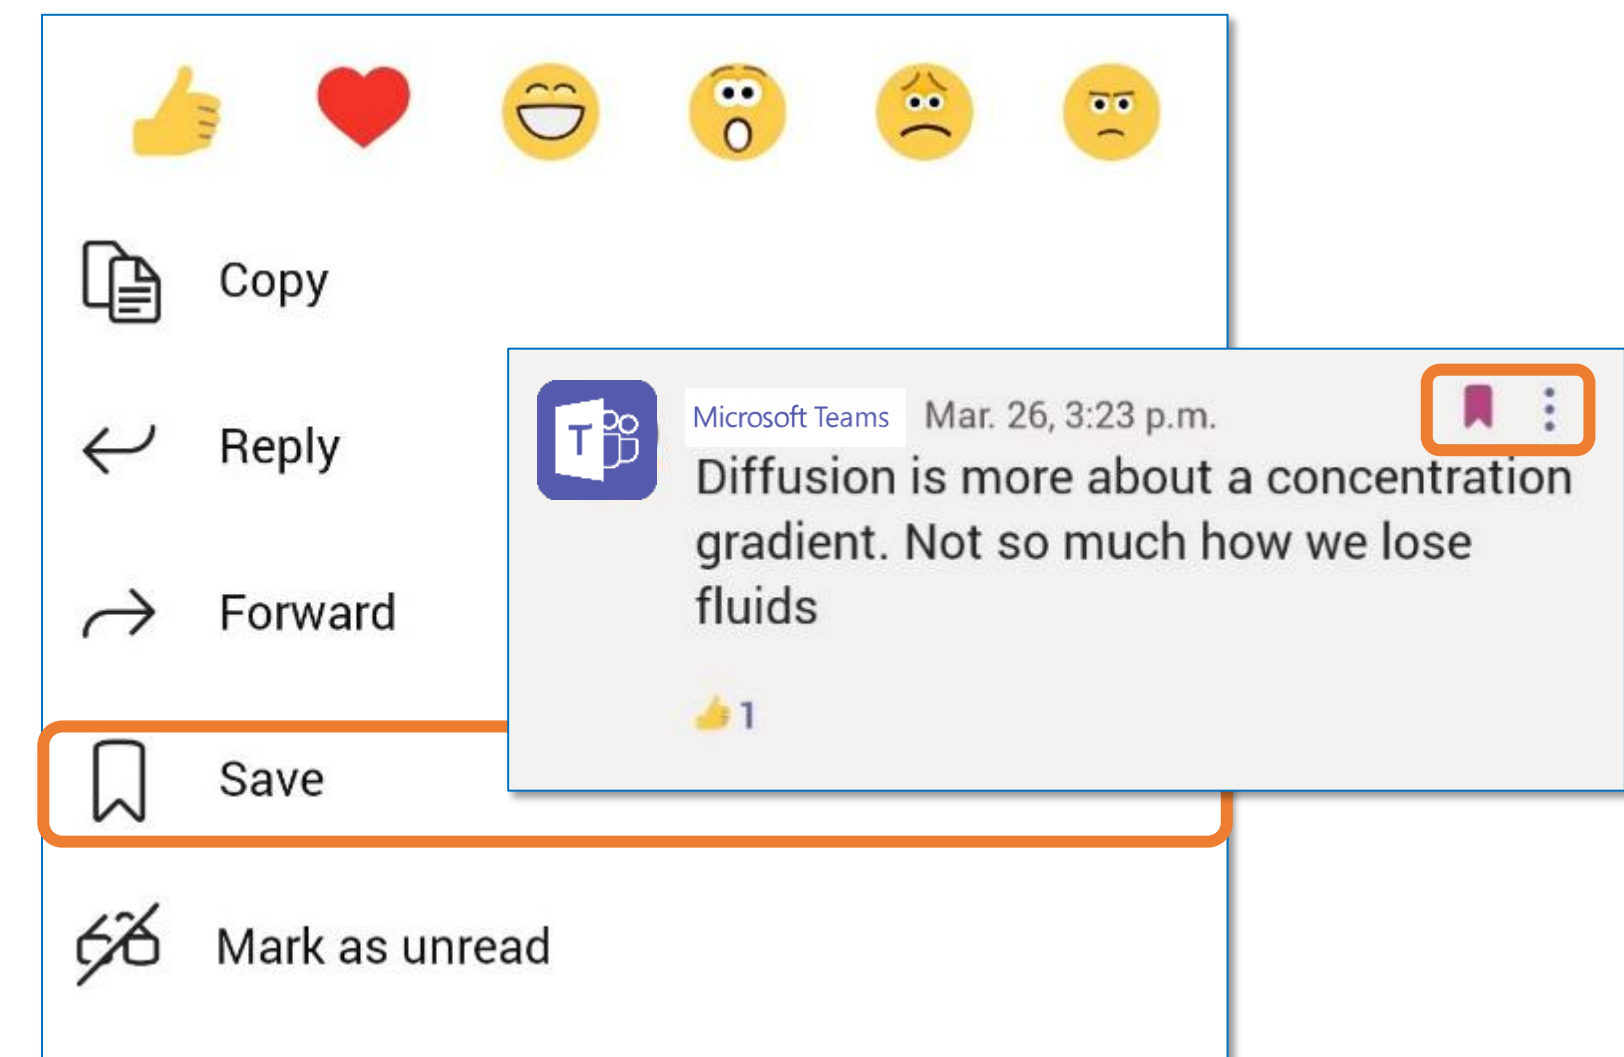 Copy
Reply
Forward
Save
Mark as unread
T
Microsoft Teams Mar. 26, 3:23 p.m.
Diffusion is more about a concentration
gradient. Not so much how we lose
fluids
1